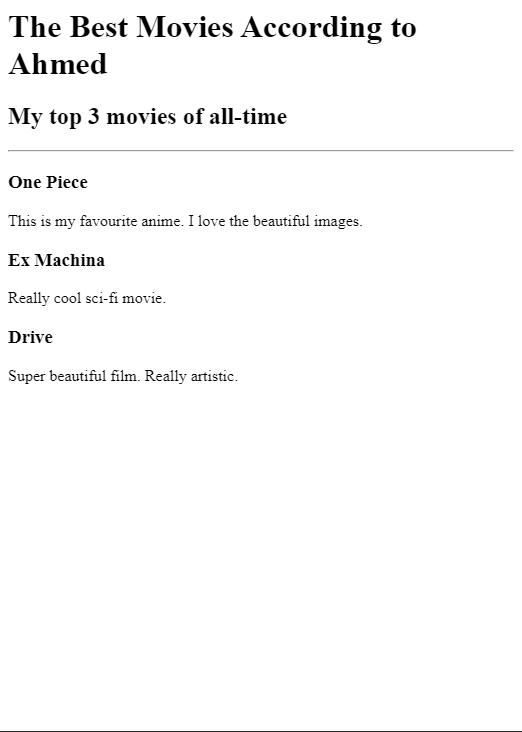 The Best Movies According to
Ahmed
My top 3 movies of all-time
One Piece
This is my favourite anime. I love the beautiful images.
Ex Machina
Really cool sci-fi movie.
Drive
Super beautiful film. Really artistic.